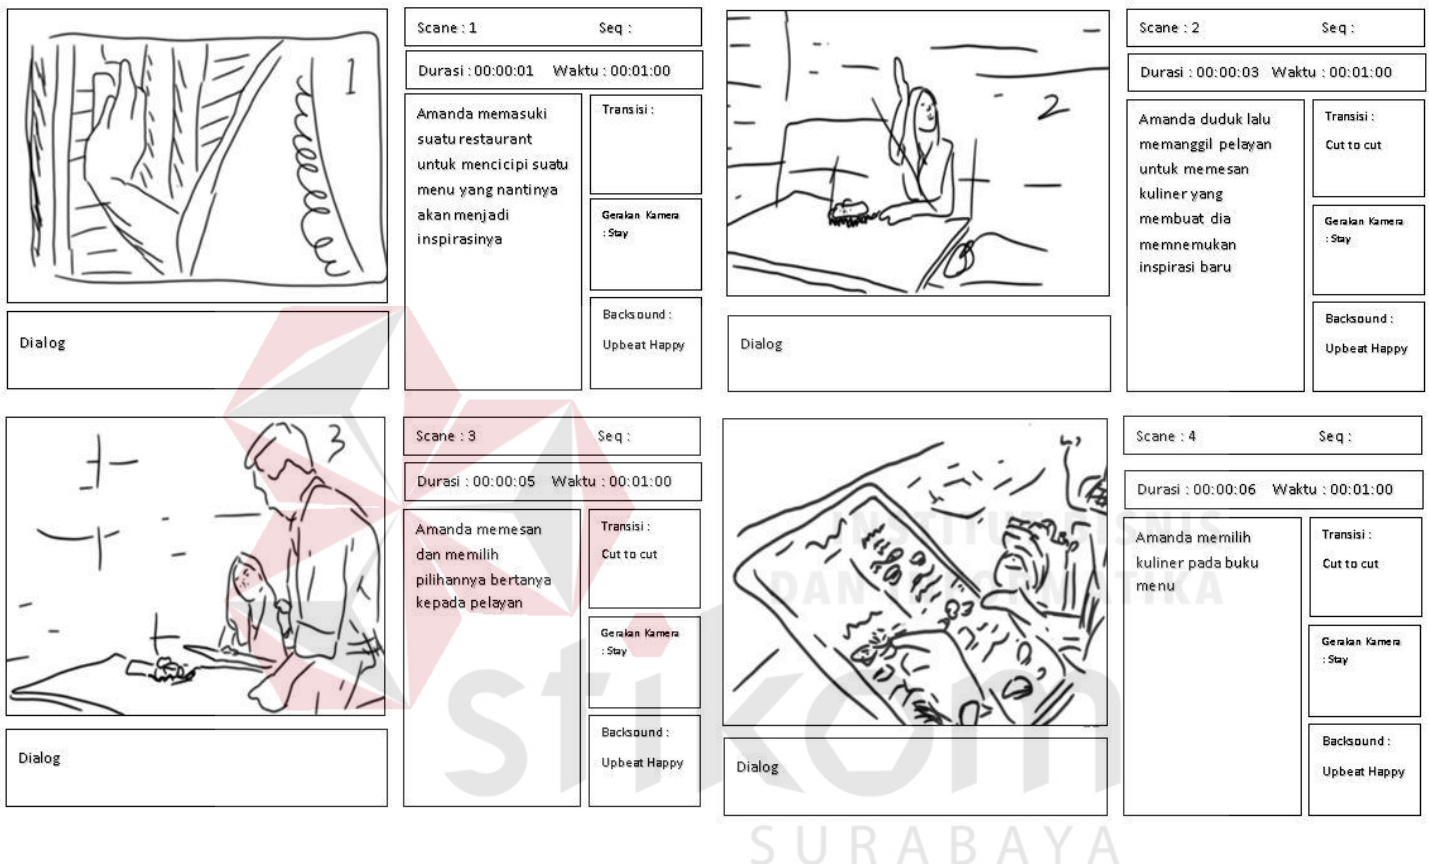 1
Scane : 1 Seq :
Durasi : 00:00:01 Waktu : 00:01:00
Amanda memasuki
suatu restaurant
untuk mencicipi suatu
menu yang nantinya
akan menjadi
inspirasinya
Transisi :
Gerakan Kamera
: Stay
Backsound :
Upbeat Happy
Dialog
2
Scane : 2 Seq :
Durasi : 00:00:03 Waktu : 00:01:00
Amanda duduk lalu
memanggil pelayan
untuk memesan
kuliner yang
membuat dia
memnemukan
inspirasi baru
Transisi :
Cut to cut
Gerakan Kamera
: Stay
Backsound :
Upbeat Happy
Dialog
3
Scane : 3 Seq :
Durasi : 00:00:05 Waktu : 00:01:00
Amanda memesan
dan memilih
pilihannya bertanya
kepada pelayan
Transisi :
Cut to cut
Gerakan Kamera
: Stay
Backsound :
Upbeat Happy
Dialog
Scane : 4 Seq :
Durasi : 00:00:06 Waktu : 00:01:00
Amanda memilih
kuliner pada buku
menu
Transisi :
Cut to cut
Gerakan Kamera
: Stay
Backsound :
Upbeat Happy
Dialog
INSTITUT BISNIS
DAN INFORMATIKA
stikom
SURABAYA